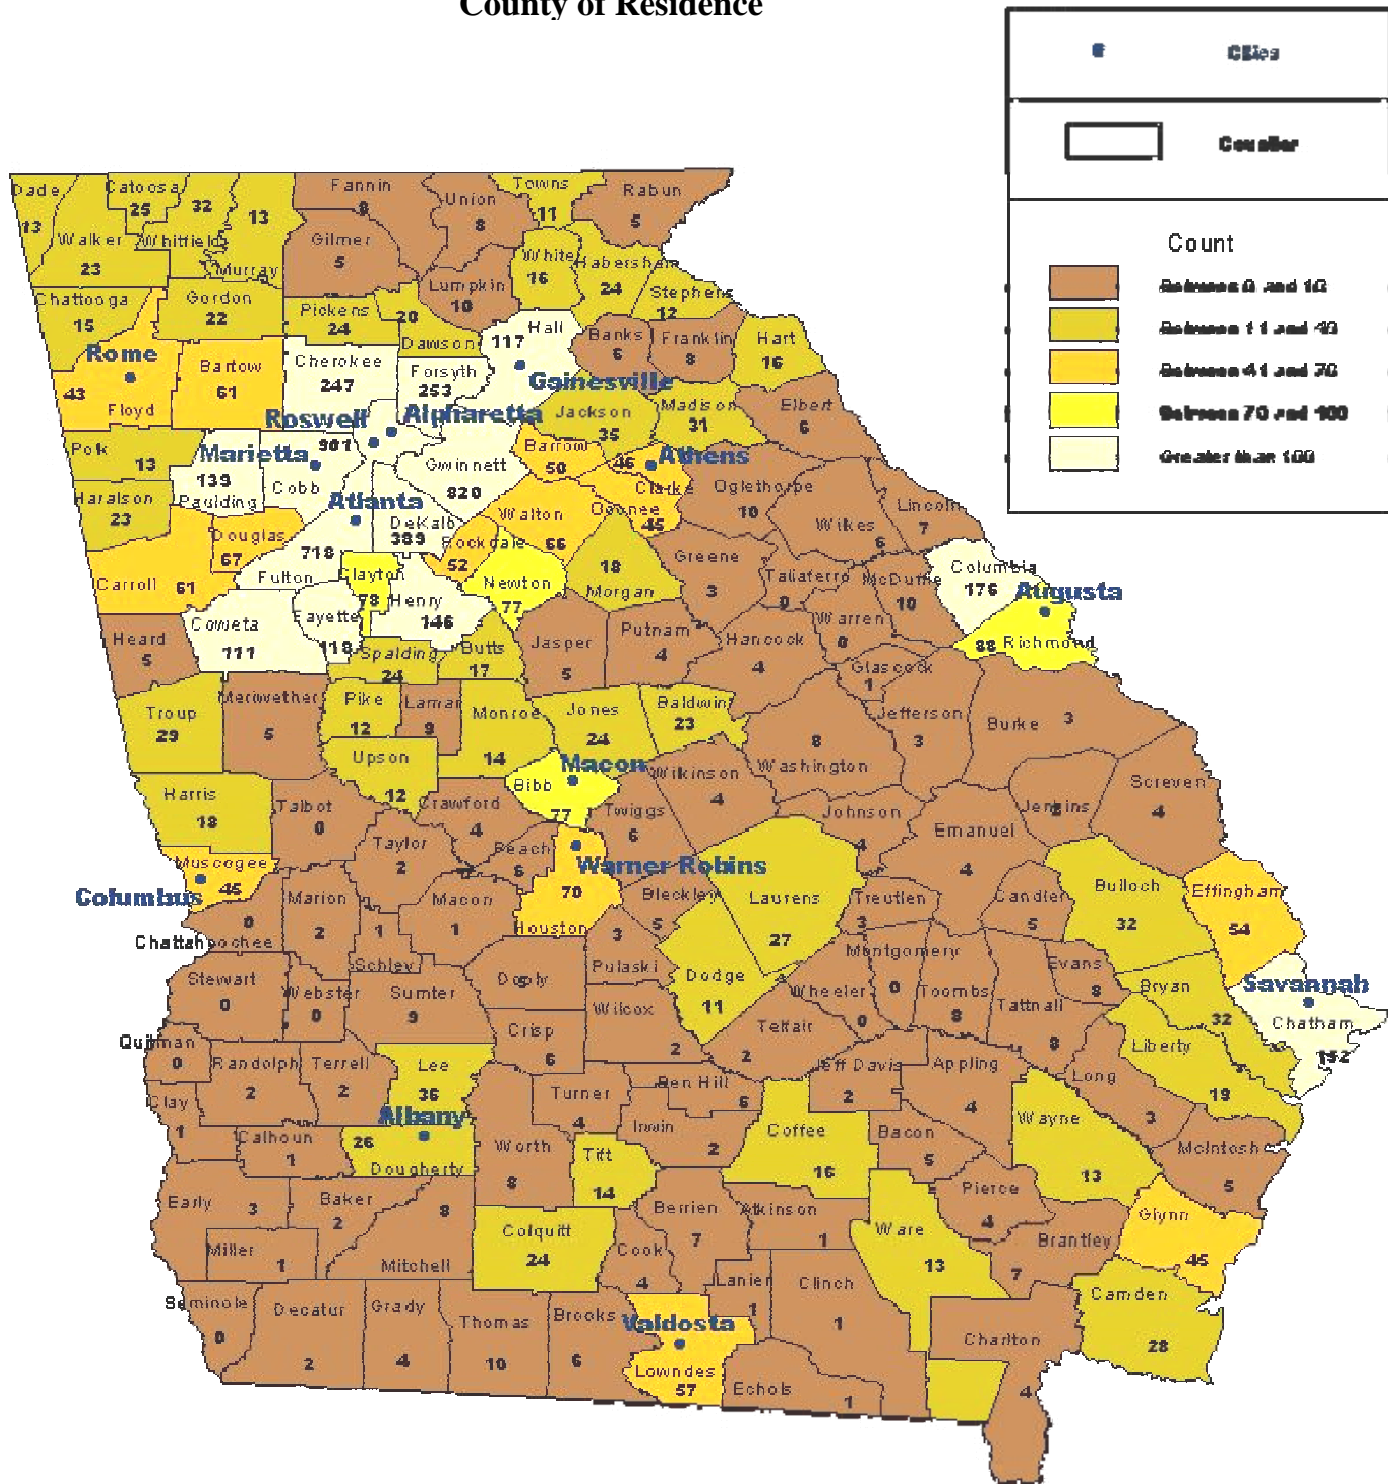 County of Residence
Cities
Counties
Count
Between 0 and 10
Between 11 and 40
Between 41 and 70
Between 70 and 100
Greater than 100
Dade
13
Catoosa
25
32
Whitfield
13
Murray
Walker
23
Fannin
Gilmer
5
Union
8
Towns
11
Rabun
5
White
16
Habersham
24
Stephens
12
Lumpkin
10
Chattooga
15
Gordon
22
Pickens
24
20
Dawson
Hall
117
Banks
6
Franklin
8
Hart
16
Rome
43
Floyd
Bartow
61
Cherokee
247
Forsyth
253
Gainesville
Roswell
Alpharetta
Jackson
35
Madison
31
Elbert
6
Polk
13
Marietta
139
Paulding
901
Cobb
Gwinnett
820
Barrow
50
46
Athens
Clarke
Oconee
45
Oglethorpe
10
Wilkes
6
Lincoln
7
Haralson
23
Atlanta
DeKalb
389
Walton
66
Rockdale
52
Douglas
67
718
Fulton
Carroll
61
Clayton
78
Henry
146
Newton
77
18
Morgan
Greene
3
Taliaferro
0
McDuffie
10
Columbia
176
Augusta
88
Richmond
Warren
0
Heard
5
Coweta
111
Fayette
118
Spalding
24
Butts
17
Jasper
5
Putnam
4
Hancock
4
Glascock
1
Troup
29
Meriwether
5
Pike
12
Lamar
9
Monroe
14
Jones
24
Baldwin
23
8
Washington
Jefferson
3
Burke
3
Upson
12
Macon
Bibb
77
Wilkinson
4
Twiggs
6
Johnson
4
Emanuel
4
Jenkins
Screven
4
Harris
18
Talbot
0
Crawford
4
Taylor
2
Peach
6
Warner Robins
70
Houston
Muscogee
45
Columbus
0
Chattahoochee
Marion
2
1
Schley
Macon
1
Bleckley
5
Laurens
27
Treutlen
3
Candler
5
Bulloch
32
Effingham
54
Stewart
0
Webster
0
Sumter
9
Dooly
5
3
Pulaski
Dodge
11
Wheeler
0
Montgomery
0
Toombs
8
Tattnall
8
Evans
8
Bryan
32
Savannah
Chatham
192
Quitman
0
Randolph
2
Terrell
2
Lee
36
Crisp
6
Wilcox
2
Telfair
2
Jeff Davis
2
Appling
4
Long
3
Liberty
19
Clay
1
Calhoun
1
Albany
26
Dougherty
Worth
8
Turner
4
Ben Hill
6
Irwin
2
Tift
14
Coffee
16
Bacon
5
Wayne
13
McIntosh
5
Early
3
Baker
2
8
Mitchell
Colquitt
24
Berrien
7
Cook
4
Atkinson
1
Ware
13
Pierce
4
Brantley
7
Glynn
45
Miller
1
Seminole
0
Decatur
2
Grady
4
Thomas
10
Brooks
6
Valdosta
Lowndes
57
Lanier
1
Clinch
1
Echols
1
Charlton
4
Camden
28